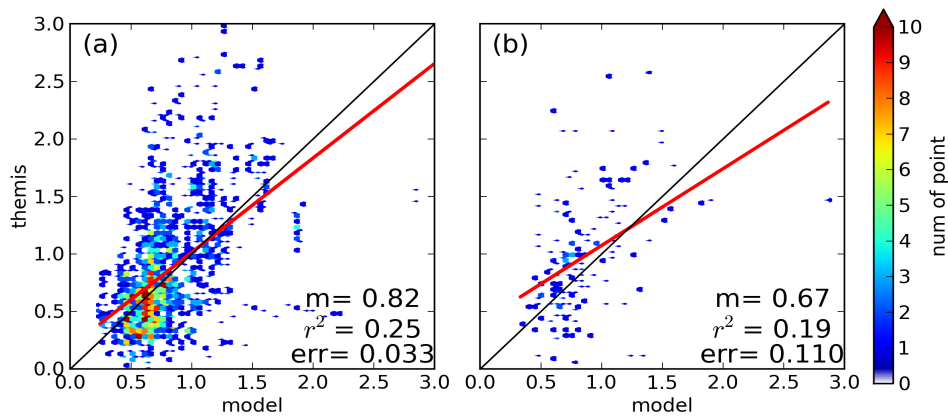 (a)
3.0
2.5
2.0
1.5
1.0
0.5
0.0
themis
m= 0.82
r² = 0.25
err= 0.033
0.0 0.5 1.0 1.5 2.0 2.5 3.0
model
(b)
m= 0.67
r² = 0.19
err= 0.110
0.0 0.5 1.0 1.5 2.0 2.5 3.0
model
10
9
8
7
6
5
4
3
2
1
0
num of point